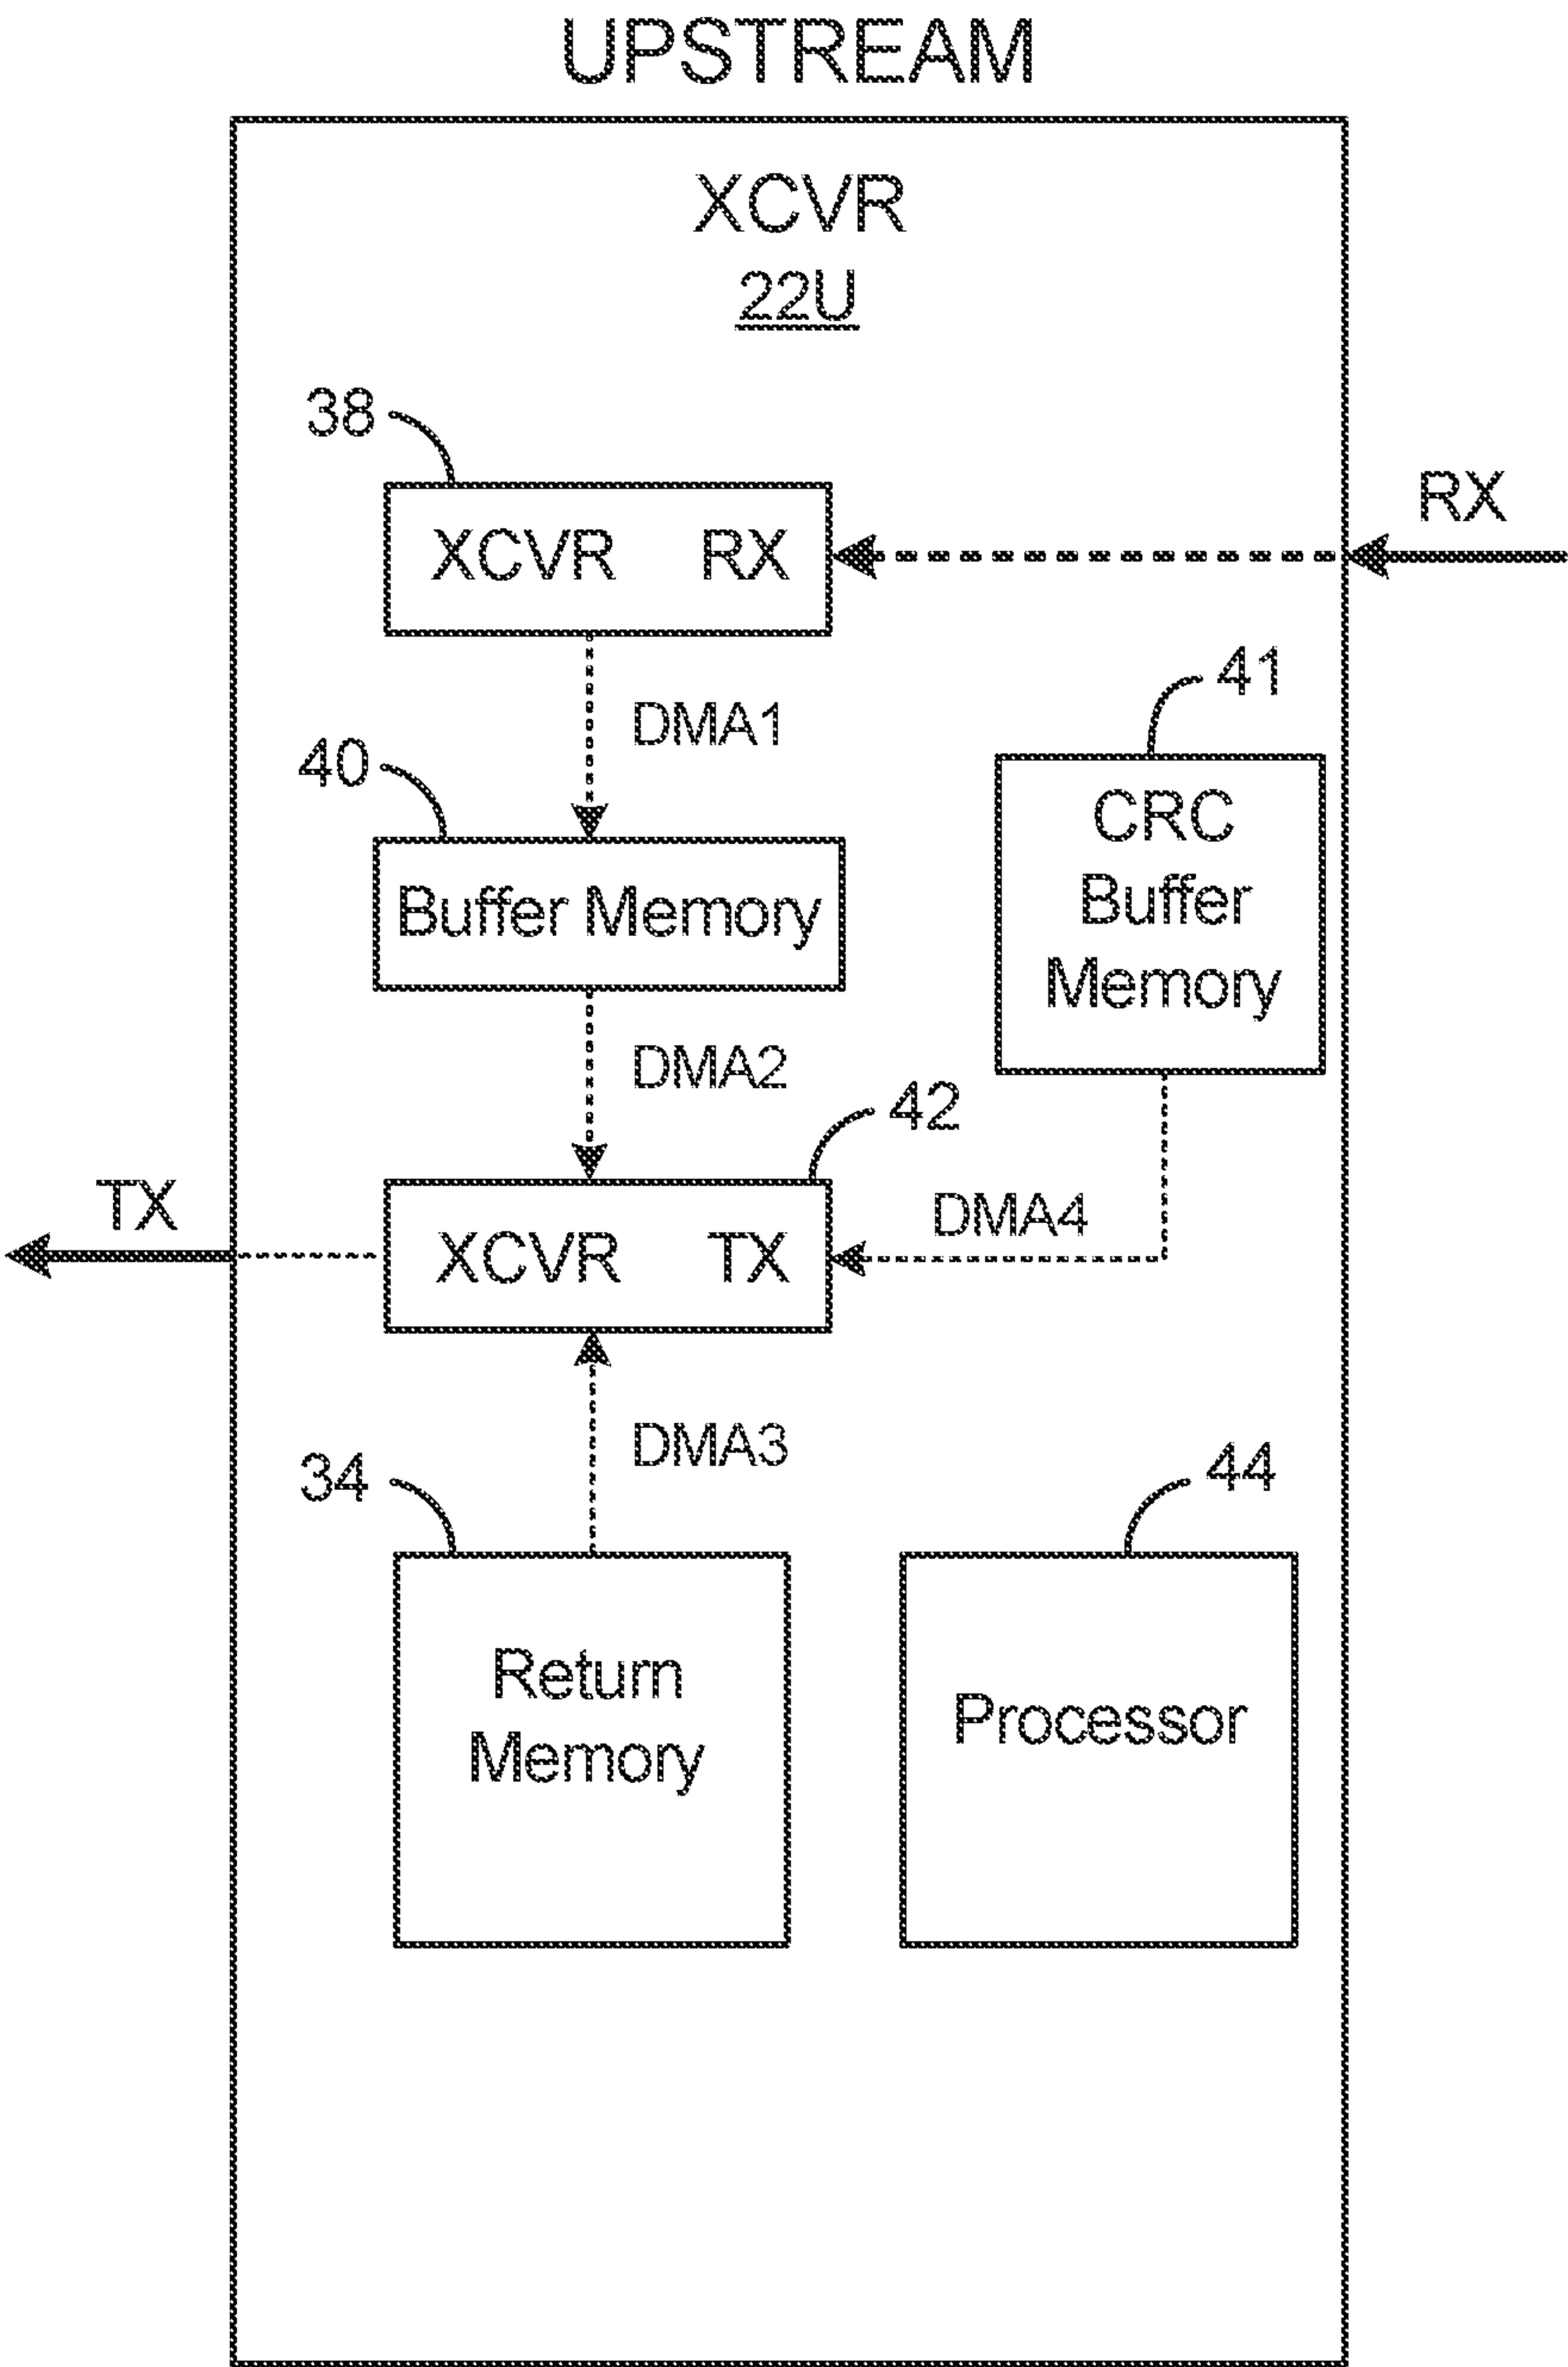 UPSTREAM
XCVR
22U
38
RX
XCVR RX
41
DMA1
40
CRC
Buffer
Memory
Buffer Memory
DMA2
42
TX
DMA4
XCVR TX
DMA3
34
44
Return
Memory
Processor